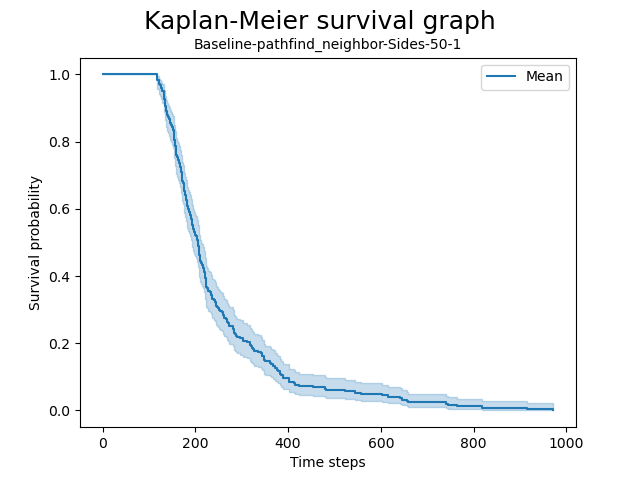 Kaplan-Meier survival graph
Baseline-pathfind_neighbor-Sides-50-1
Mean
Survival probability
1.0
0.8
0.6
0.4
0.2
0.0
0 200 400 600 800 1000
Time steps